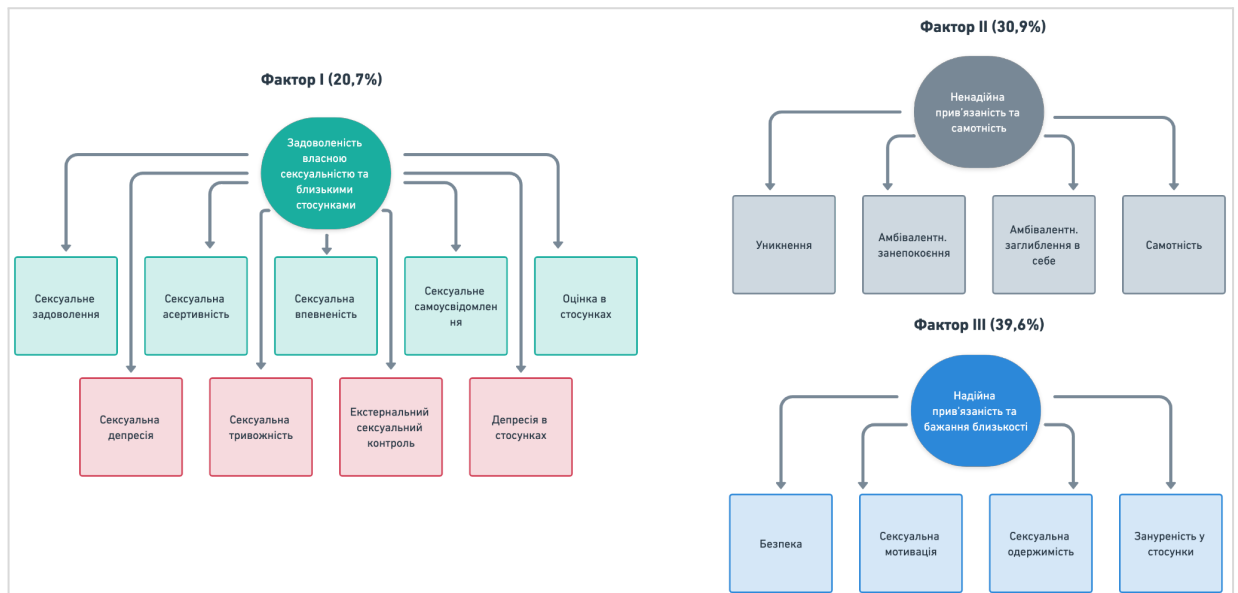 Фактор I (20,7%)
Задоволеність
власною
сексуальністю та
близькими
стосунками
Сексуальне
задоволення
Сексуальна
асертивність
Сексуальна
впевненість
Сексуальне
самоусвідомлен
ня
Оцінка в
стосунках
Сексуальна
депресія
Сексуальна
тривожність
Екстернальний
сексуальний
контроль
Депресія в
стосунках
Фактор II (30,9%)
Ненадійна
прив'язаність та
самотність
Уникнення
Амбівалентн.
занепокоєння
Амбівалентн.
заглиблення в
себе
Самотність
Фактор III (39,6%)
Надійна
прив'язаність та
бажання близькості
Безпека
Сексуальна
мотивація
Сексуальна
одержимість
Зануреність у
стосунки